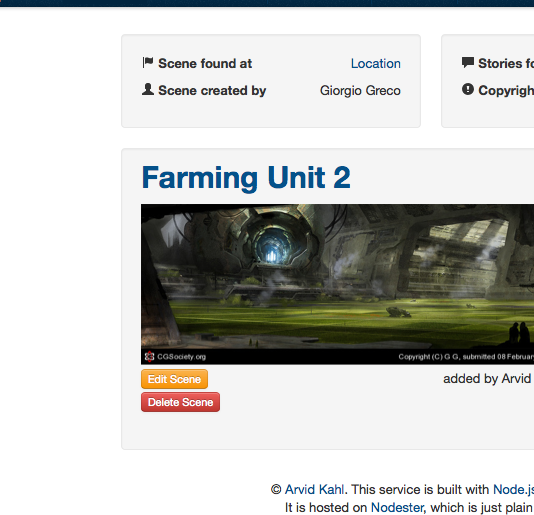 Scene found at Location
Scene created by Giorgio Greco
Stories
Farming Unit 2
CGSociety.org Copyright (C) G G, submitted 08 February
Edit Scene
added by Arvid
Delete Scene
© Arvid Kahl. This service is built with Node.js
It is hosted on Nodester, which is just plain